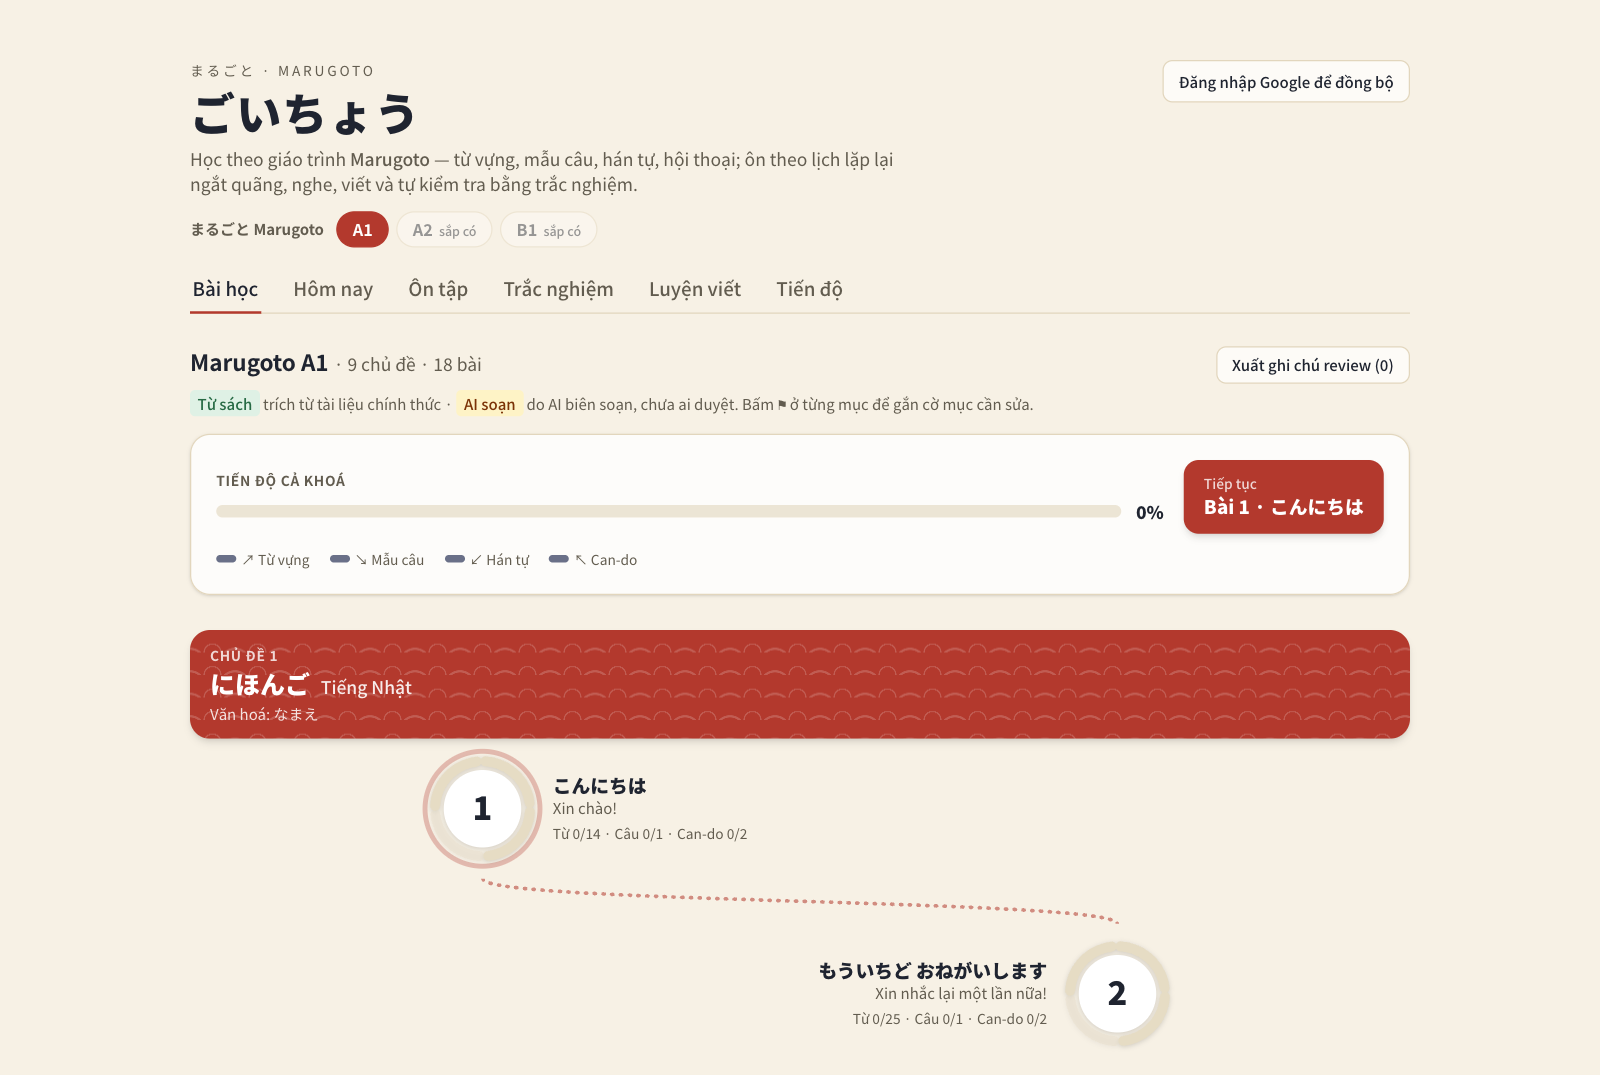 まるごと · MARUGOTO
Đăng nhập Google để đồng bộ
ごいちょう
Học theo giáo trình Marugoto — từ vựng, mẫu câu, hán tự, hội thoại; ôn theo lịch lặp lại
ngắt quãng, nghe, viết và tự kiểm tra bằng trắc nghiệm.
まるごと Marugoto A1 A2 sắp có B1 sắp có
Bài học Hôm nay Ôn tập Trắc nghiệm Luyện viết Tiến độ
Marugoto A1 · 9 chủ đề · 18 bài
Xuất ghi chú review (0)
Từ sách trích từ tài liệu chính thức · AI soạn do AI biên soạn, chưa ai duyệt. Bấm ⚑ ở từng mục để gắn cờ mục cần sửa.
TIẾN ĐỘ CẢ KHOÁ
0%
Tiếp tục
Bài 1 · こんにちは
↗ Từ vựng ↘ Mẫu câu ↙ Hán tự ↖ Can-do
CHỦ ĐỀ 1
にほんご Tiếng Nhật
Văn hoá: なまえ
1
こんにちは
Xin chào!
Từ 0/14 · Câu 0/1 · Can-do 0/2
もういちど おねがいします
Xin nhắc lại một lần nữa!
Từ 0/25 · Câu 0/1 · Can-do 0/2
2